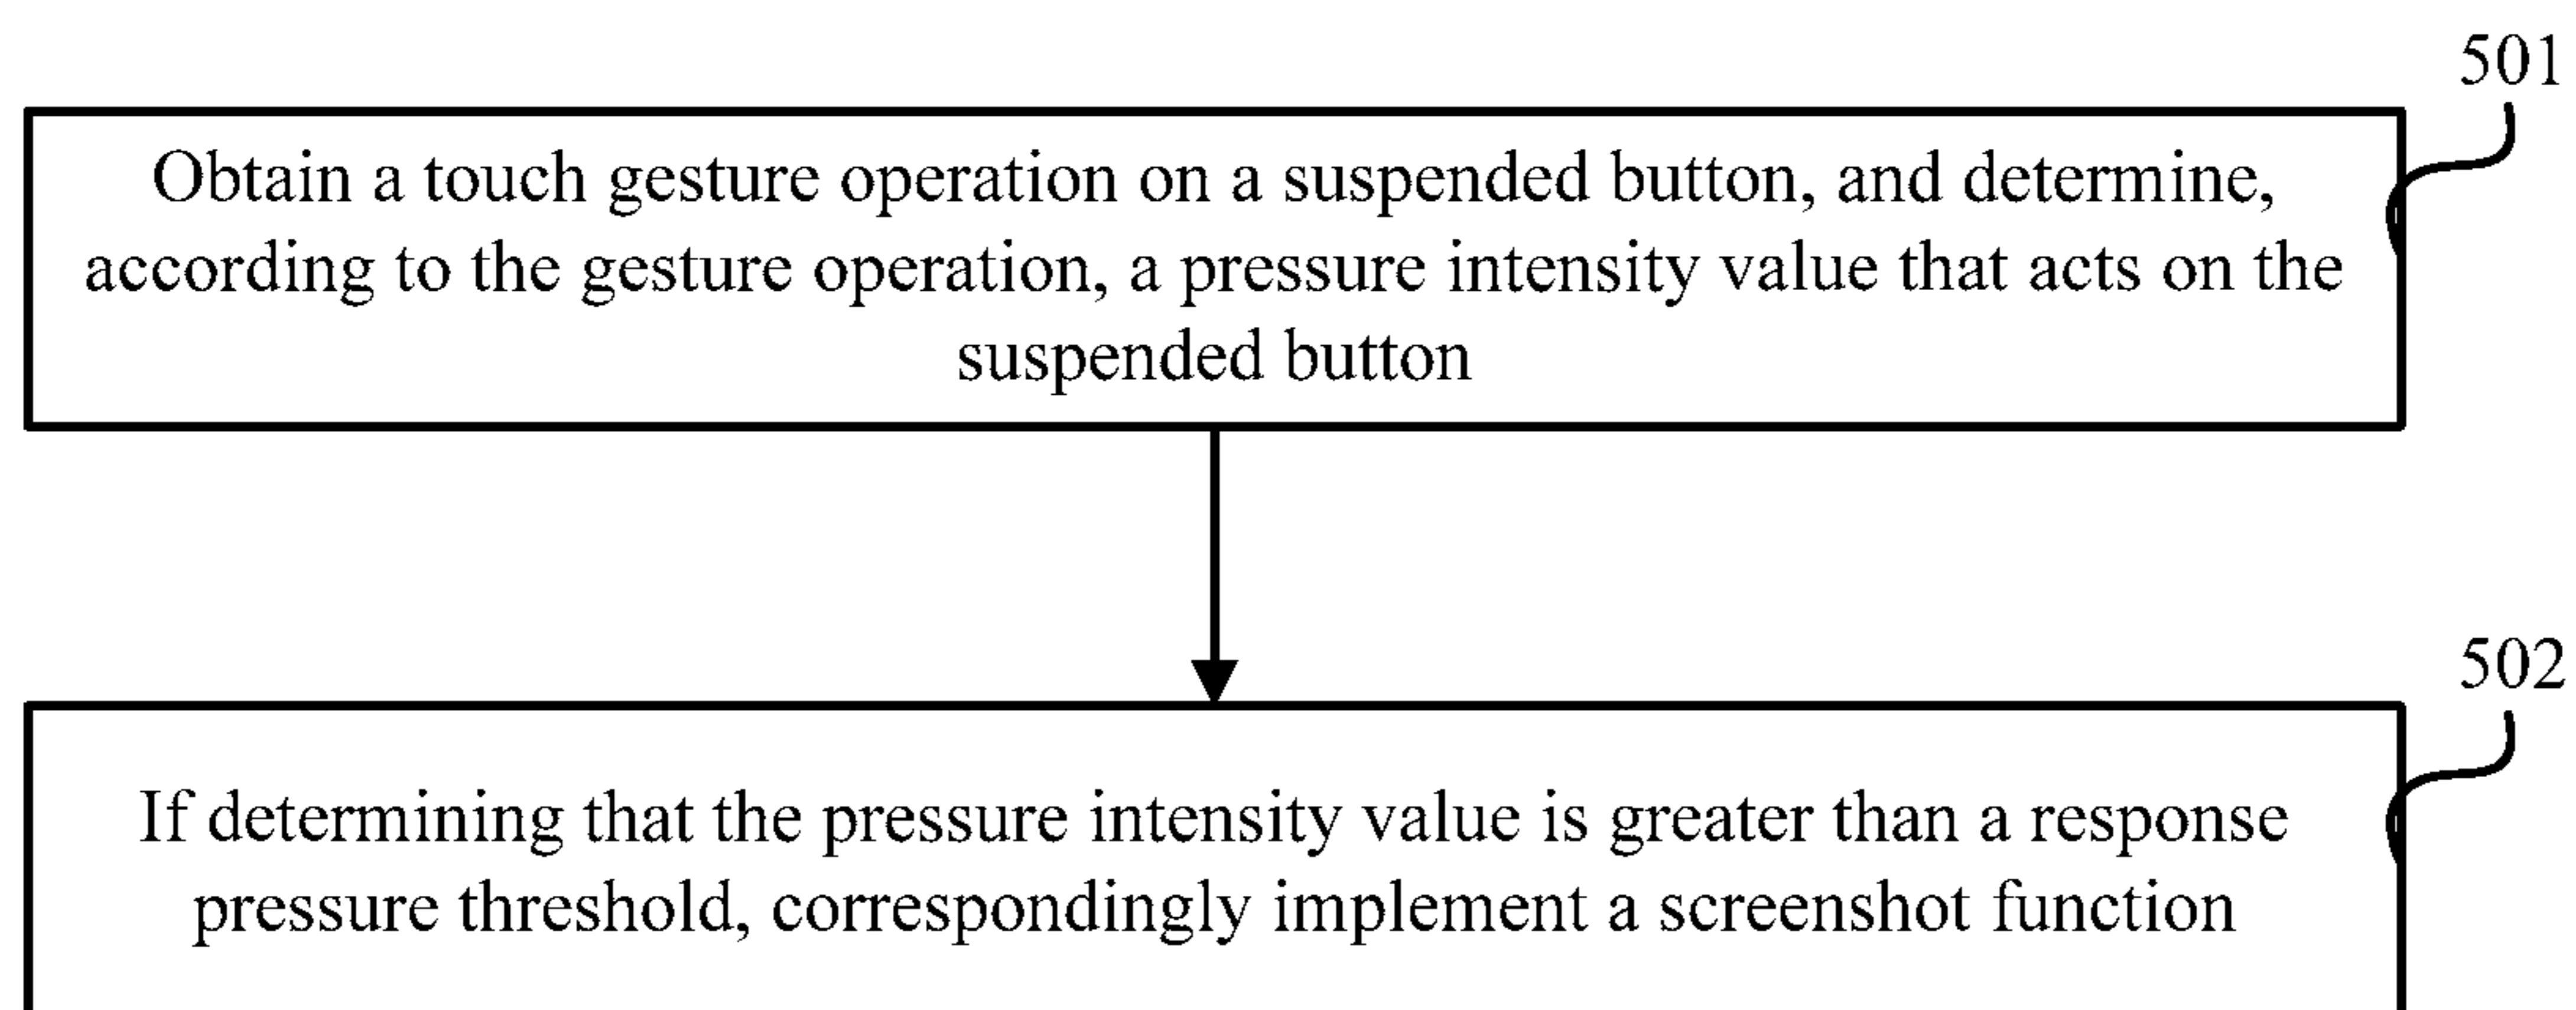 501
Obtain a touch gesture operation on a suspended button, and determine,
according to the gesture operation, a pressure intensity value that acts on the
suspended button
502
If determining that the pressure intensity value is greater than a response
pressure threshold, correspondingly implement a screenshot function